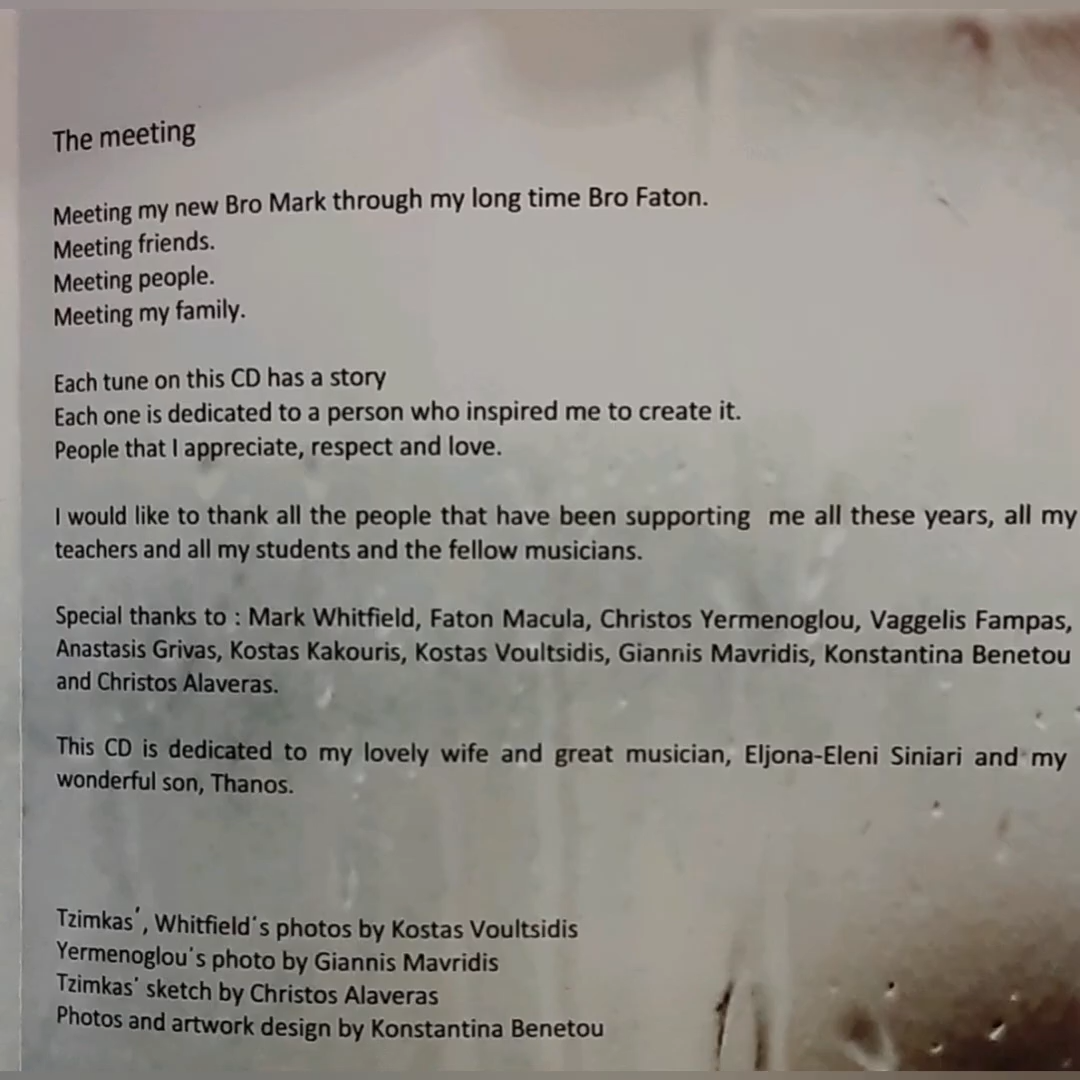 The meeting
Meeting my new Bro Mark through my long time Bro Faton.
Meeting friends.
Meeting people.
Meeting my family.
Each tune on this CD has a story
Each one is dedicated to a person who inspired me to create it.
People that I appreciate, respect and love.
I would like to thank all the people that have been supporting  me all these years, all my
teachers and all my students and the fellow musicians.
Special thanks to : Mark Whitfield, Faton Macula, Christos Yermenoglou, Vaggelis Fampas,
Anastasis Grivas, Kostas Kakouris, Kostas Voultsidis, Giannis Mavridis, Konstantina Benetou
and Christos Alaveras.
This CD is dedicated to my lovely wife and great musician, Eljona-Eleni Siniari and my
wonderful son, Thanos.
Tzimkas΄, Whitfield΄s photos by Kostas Voultsidis
Yermenoglou΄s photo by Giannis Mavridis
Tzimkas΄ sketch by Christos Alaveras
Photos and artwork design by Konstantina Benetou